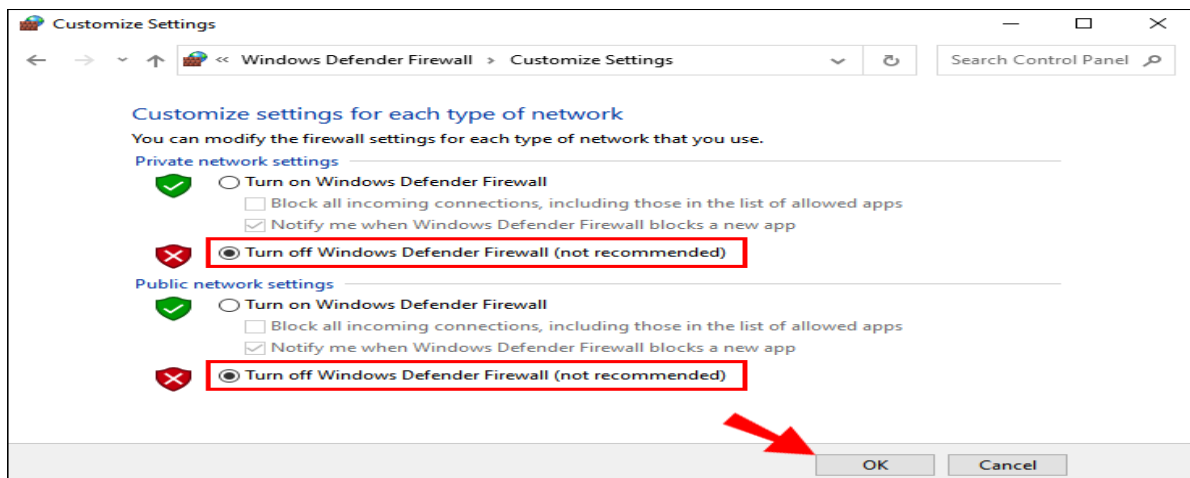 Customize Settings
« Windows Defender Firewall > Customize Settings Search Control Panel
Customize settings for each type of network
You can modify the firewall settings for each type of network that you use.
Private network settings
Turn on Windows Defender Firewall
Block all incoming connections, including those in the list of allowed apps
Notify me when Windows Defender Firewall blocks a new app
Turn off Windows Defender Firewall (not recommended)
Public network settings
Turn on Windows Defender Firewall
Block all incoming connections, including those in the list of allowed apps
Notify me when Windows Defender Firewall blocks a new app
Turn off Windows Defender Firewall (not recommended)
OK Cancel